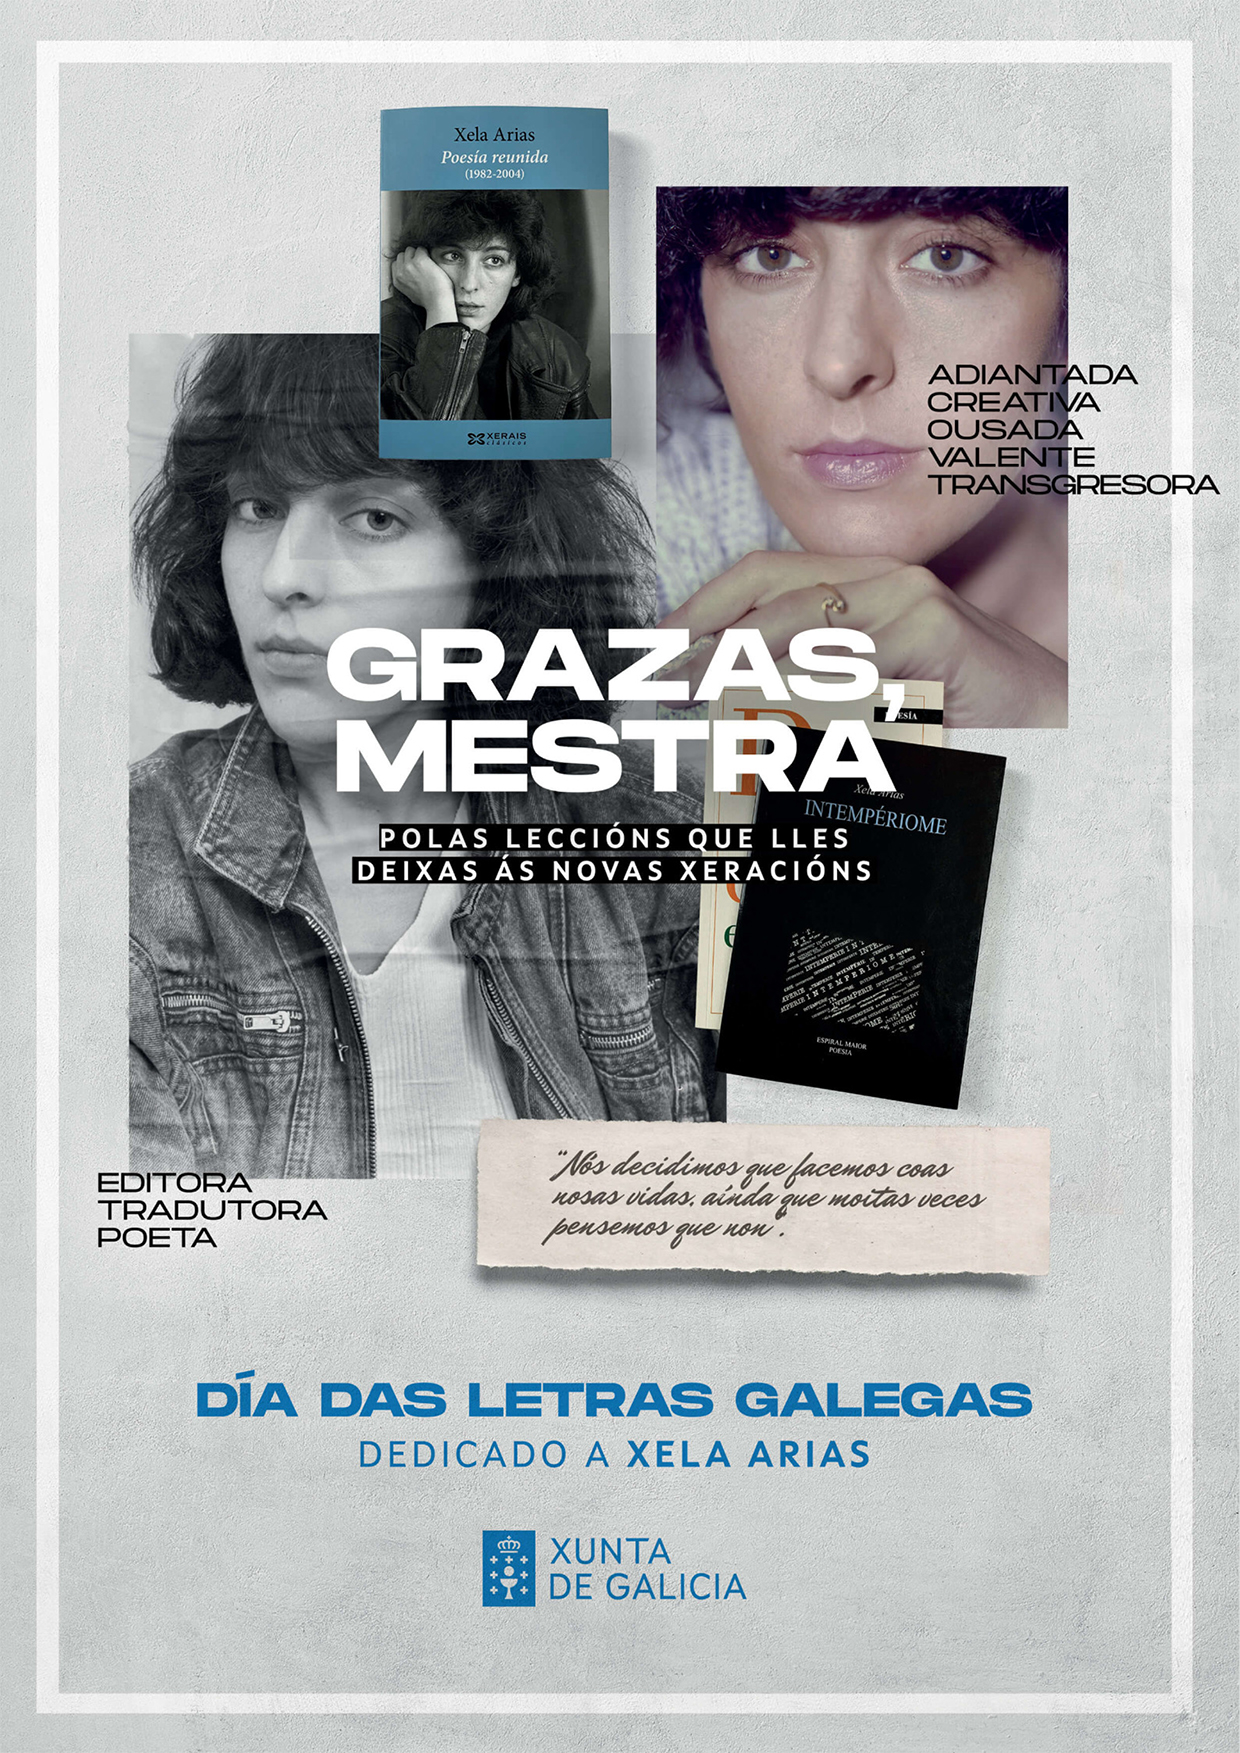 Xela Arias
Poesía reunida
(1982-2004)
XERAIS
clásicos
ADIANTADA
CREATIVA
OUSADA
VALENTE
TRANSGRESORA
GRAZAS,
MESTRA
POLAS LECCIÓNS QUE LLES
DEIXAS ÁS NOVAS XERACIÓNS
Xela Arias
INTEMPÉRIOME
ESPIRAL MAIOR
POESIA
EDITORA
TRADUTORA
POETA
"Nós decidimos que facemos coas
nosas vidas, aínda que moitas veces
pensemos que non".
DÍA DAS LETRAS GALEGAS
DEDICADO A XELA ARIAS
XUNTA
DE GALICIA